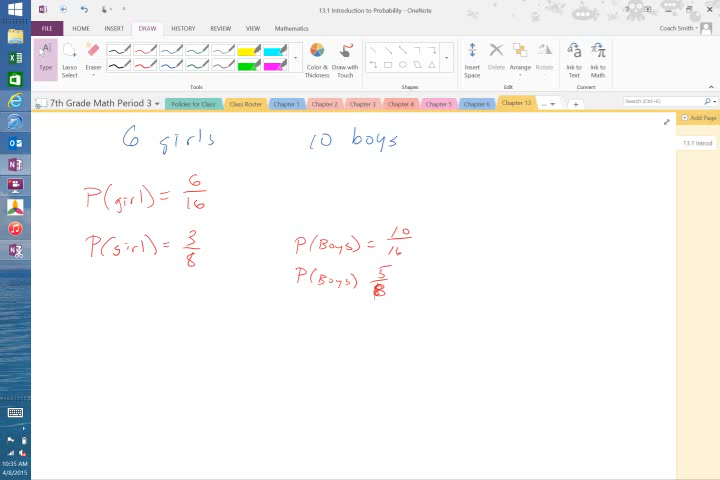 13.1 Introduction to Probability - OneNote
FILE HOME INSERT DRAW HISTORY REVIEW VIEW Mathematics
Coach Smith
Type
Lasso Select
Eraser
Color & Thickness
Draw with Touch
Insert Space
Delete
Arrange
Rotate
Ink to Text
Ink to Math
Tools
Shapes
Edit
Convert
7th Grade Math Period 3
Policies for Class
Class Roster
Chapter 1
Chapter 2
Chapter 3
Chapter 4
Chapter 5
Chapter 6
Chapter 13
Search (Ctrl+E)
Add Page
13.1 Introd
6 girls 10 boys
P(girl) = 6/16
P(girl) = 3/8
P(Boys) = 10/16
P(Boys) 5/8
10:35 AM
4/8/2015